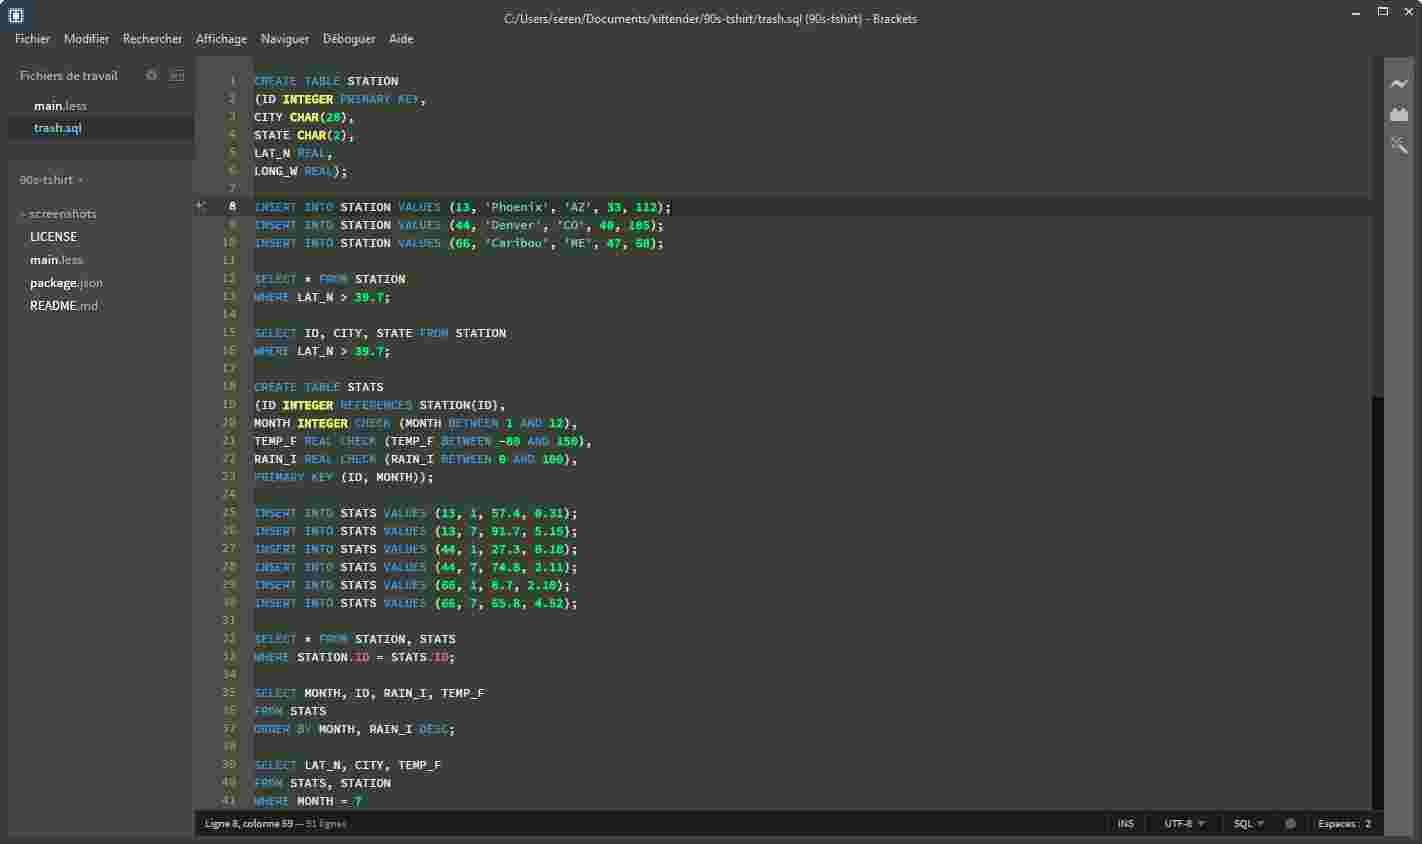 C:/Users/seren/Documents/kittender/90s-tshirt/trash.sql (90s-tshirt) - Brackets
Fichier Modifier Rechercher Affichage Naviguer Déboguer Aide
Fichiers de travail
main.less
trash.sql
90s-tshirt
screenshots
LICENSE
main.less
package.json
README.md
1 CREATE TABLE STATION
2 (ID INTEGER PRIMARY KEY,
3 CITY CHAR(20),
4 STATE CHAR(2),
5 LAT_N REAL,
6 LONG_W REAL);
7
8 INSERT INTO STATION VALUES (13, 'Phoenix', 'AZ', 33, 112);
9 INSERT INTO STATION VALUES (44, 'Denver', 'CO', 40, 105);
10 INSERT INTO STATION VALUES (66, 'Caribou', 'ME', 47, 68);
11
12 SELECT * FROM STATION
13 WHERE LAT_N > 39.7;
14
15 SELECT ID, CITY, STATE FROM STATION
16 WHERE LAT_N > 39.7;
17
18 CREATE TABLE STATS
19 (ID INTEGER REFERENCES STATION(ID),
20 MONTH INTEGER CHECK (MONTH BETWEEN 1 AND 12),
21 TEMP_F REAL CHECK (TEMP_F BETWEEN -80 AND 150),
22 RAIN_I REAL CHECK (RAIN_I BETWEEN 0 AND 100),
23 PRIMARY KEY (ID, MONTH));
24
25 INSERT INTO STATS VALUES (13, 1, 57.4, 0.31);
26 INSERT INTO STATS VALUES (13, 7, 91.7, 5.15);
27 INSERT INTO STATS VALUES (44, 1, 27.3, 0.18);
28 INSERT INTO STATS VALUES (44, 7, 74.8, 2.11);
29 INSERT INTO STATS VALUES (66, 1, 6.7, 2.10);
30 INSERT INTO STATS VALUES (66, 7, 65.8, 4.52);
31
32 SELECT * FROM STATION, STATS
33 WHERE STATION.ID = STATS.ID;
34
35 SELECT MONTH, ID, RAIN_I, TEMP_F
36 FROM STATS
37 ORDER BY MONTH, RAIN_I DESC;
38
39 SELECT LAT_N, CITY, TEMP_F
40 FROM STATS, STATION
41 WHERE MONTH = 7
Ligne 8, colonne 59 — 91 lignes INS UTF-8 SQL Espaces : 2